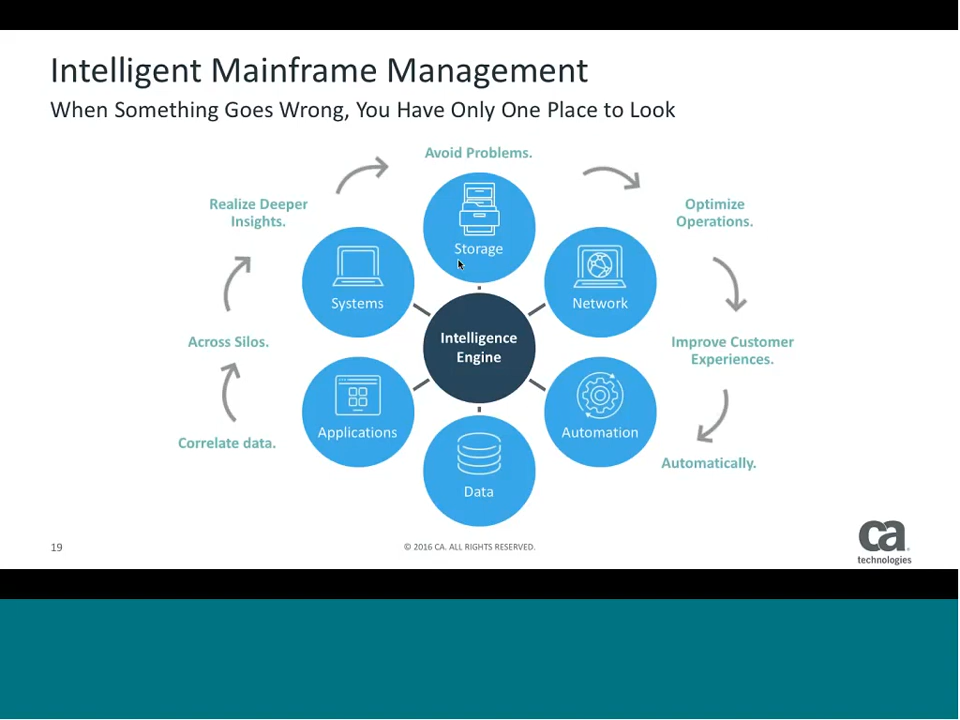 Intelligent Mainframe Management
When Something Goes Wrong, You Have Only One Place to Look
Avoid Problems.
Realize Deeper
Insights.
Optimize
Operations.
Storage
Systems
Network
Across Silos.
Intelligence
Engine
Improve Customer
Experiences.
Applications
Automation
Correlate data.
Automatically.
Data
19
© 2016 CA. ALL RIGHTS RESERVED.
ca
technologies